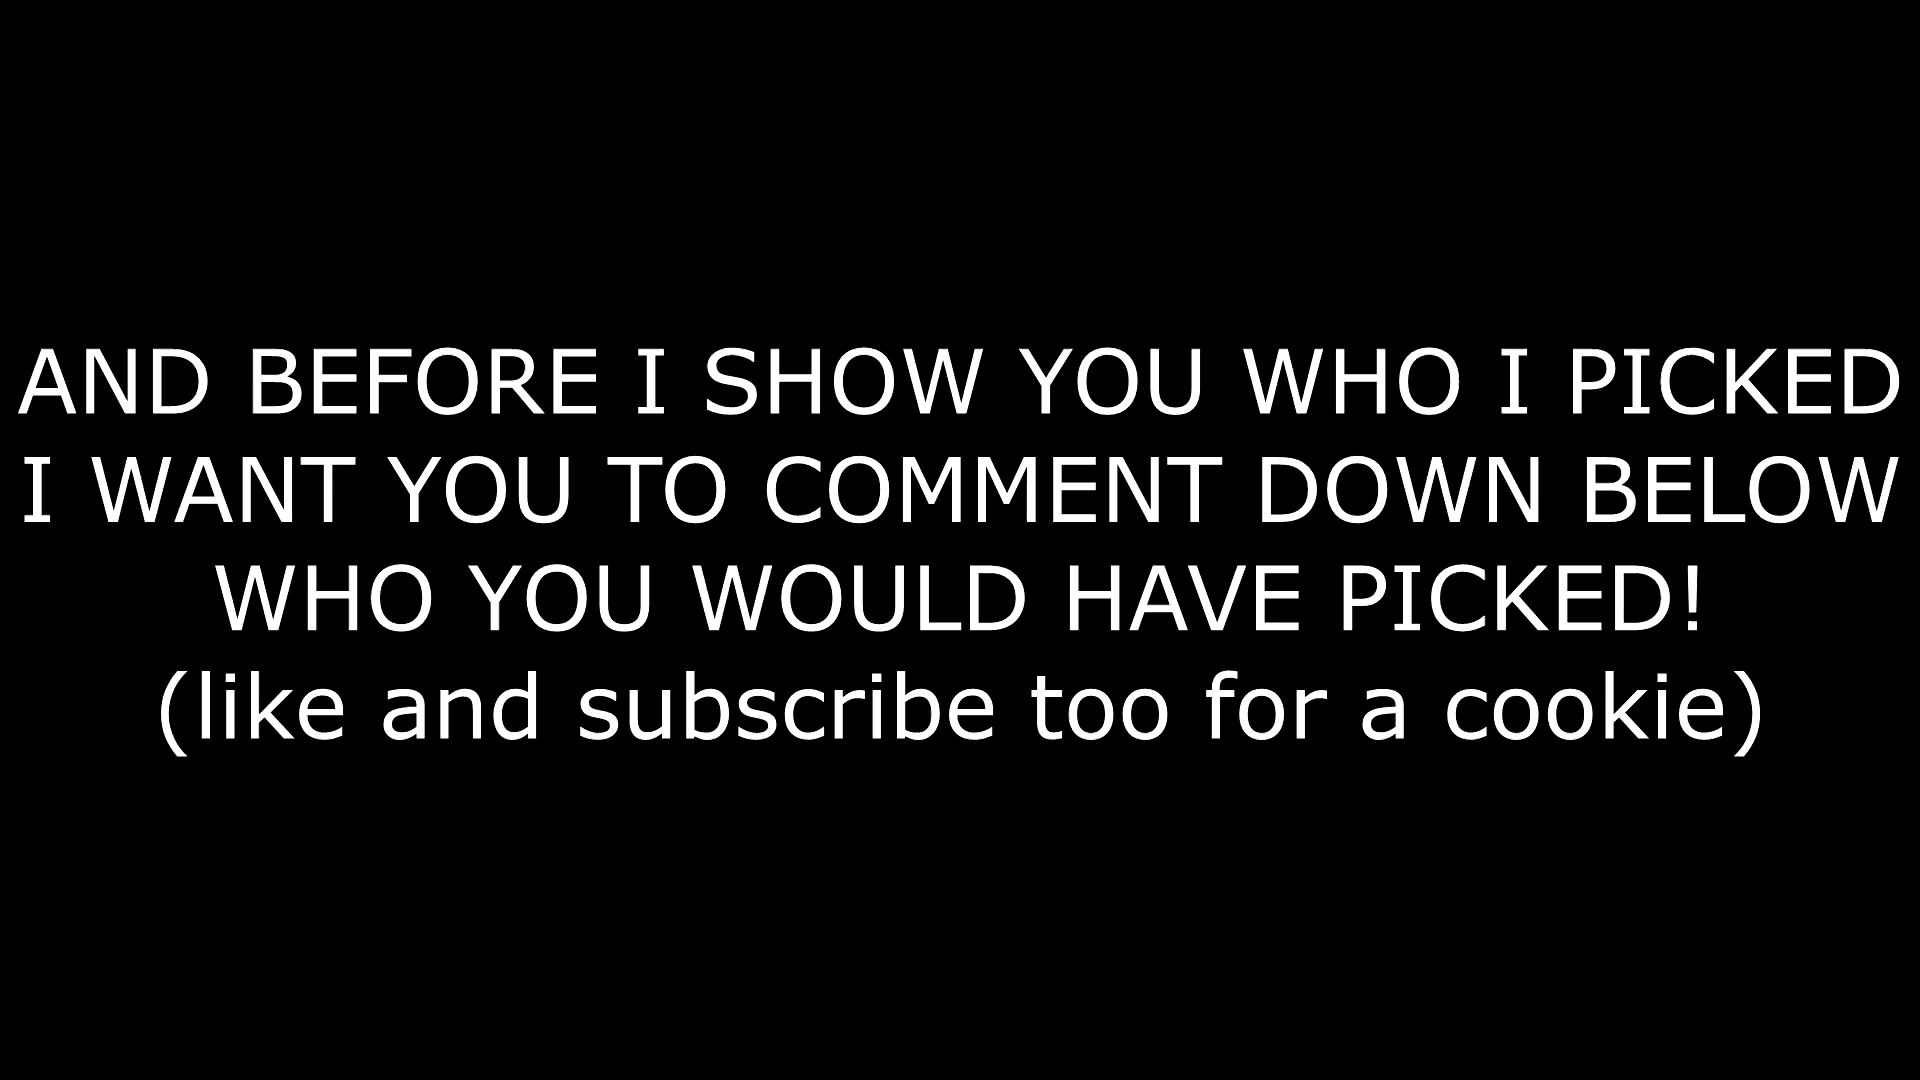 AND BEFORE I SHOW YOU WHO I PICKED
I WANT YOU TO COMMENT DOWN BELOW
WHO YOU WOULD HAVE PICKED!
(like and subscribe too for a cookie)